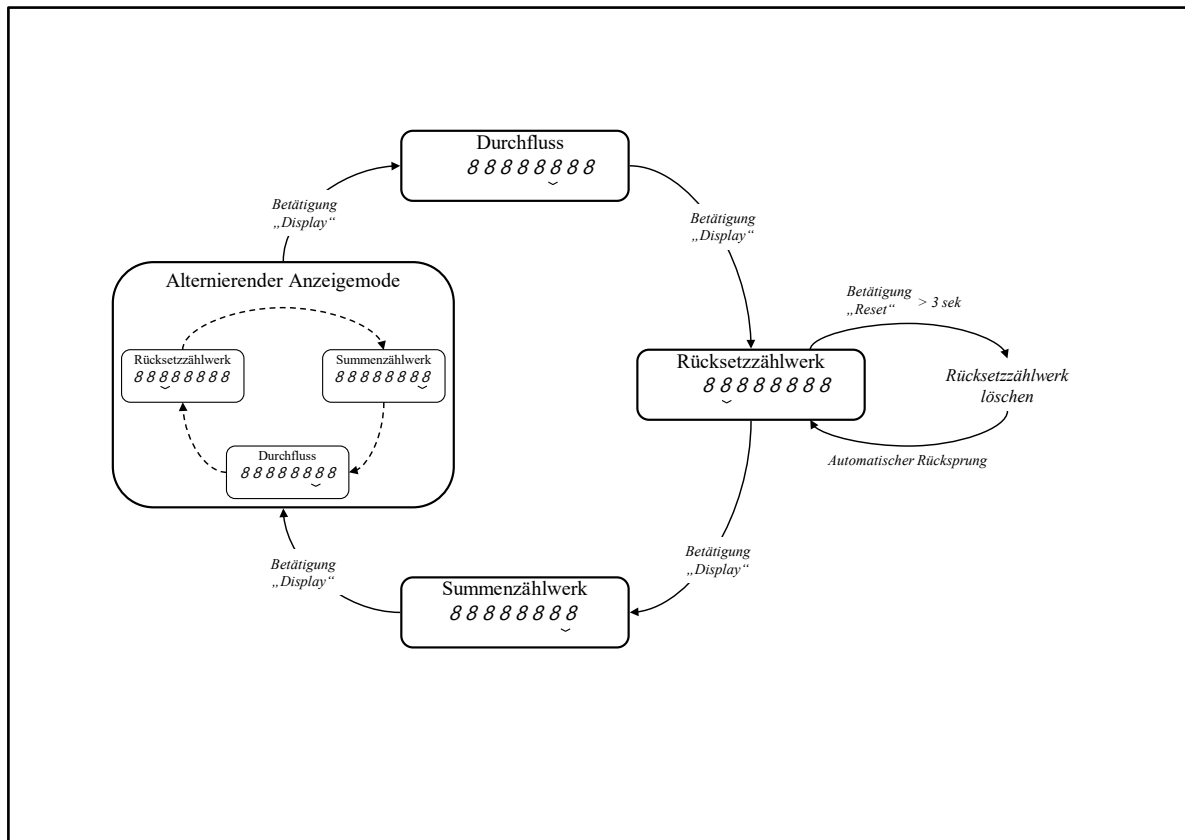 Durchfluss
88888888
Betätigung
„Display“
Betätigung
„Display“
Alternierender Anzeigemode
Rücksetzzählwerk
88888888
Summenzählwerk
88888888
Durchfluss
88888888
Betätigung
„Reset“ > 3 sek
Rücksetzzählwerk
88888888
Rücksetzzählwerk
löschen
Automatischer Rücksprung
Betätigung
„Display“
Betätigung
„Display“
Summenzählwerk
88888888